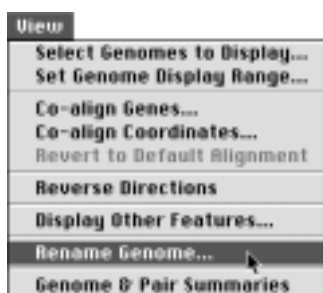 View
Select Genomes to Display...
Set Genome Display Range...
Co-align Genes...
Co-align Coordinates...
Revert to Default Alignment
Reverse Directions
Display Other Features...
Rename Genome...
Genome & Pair Summaries